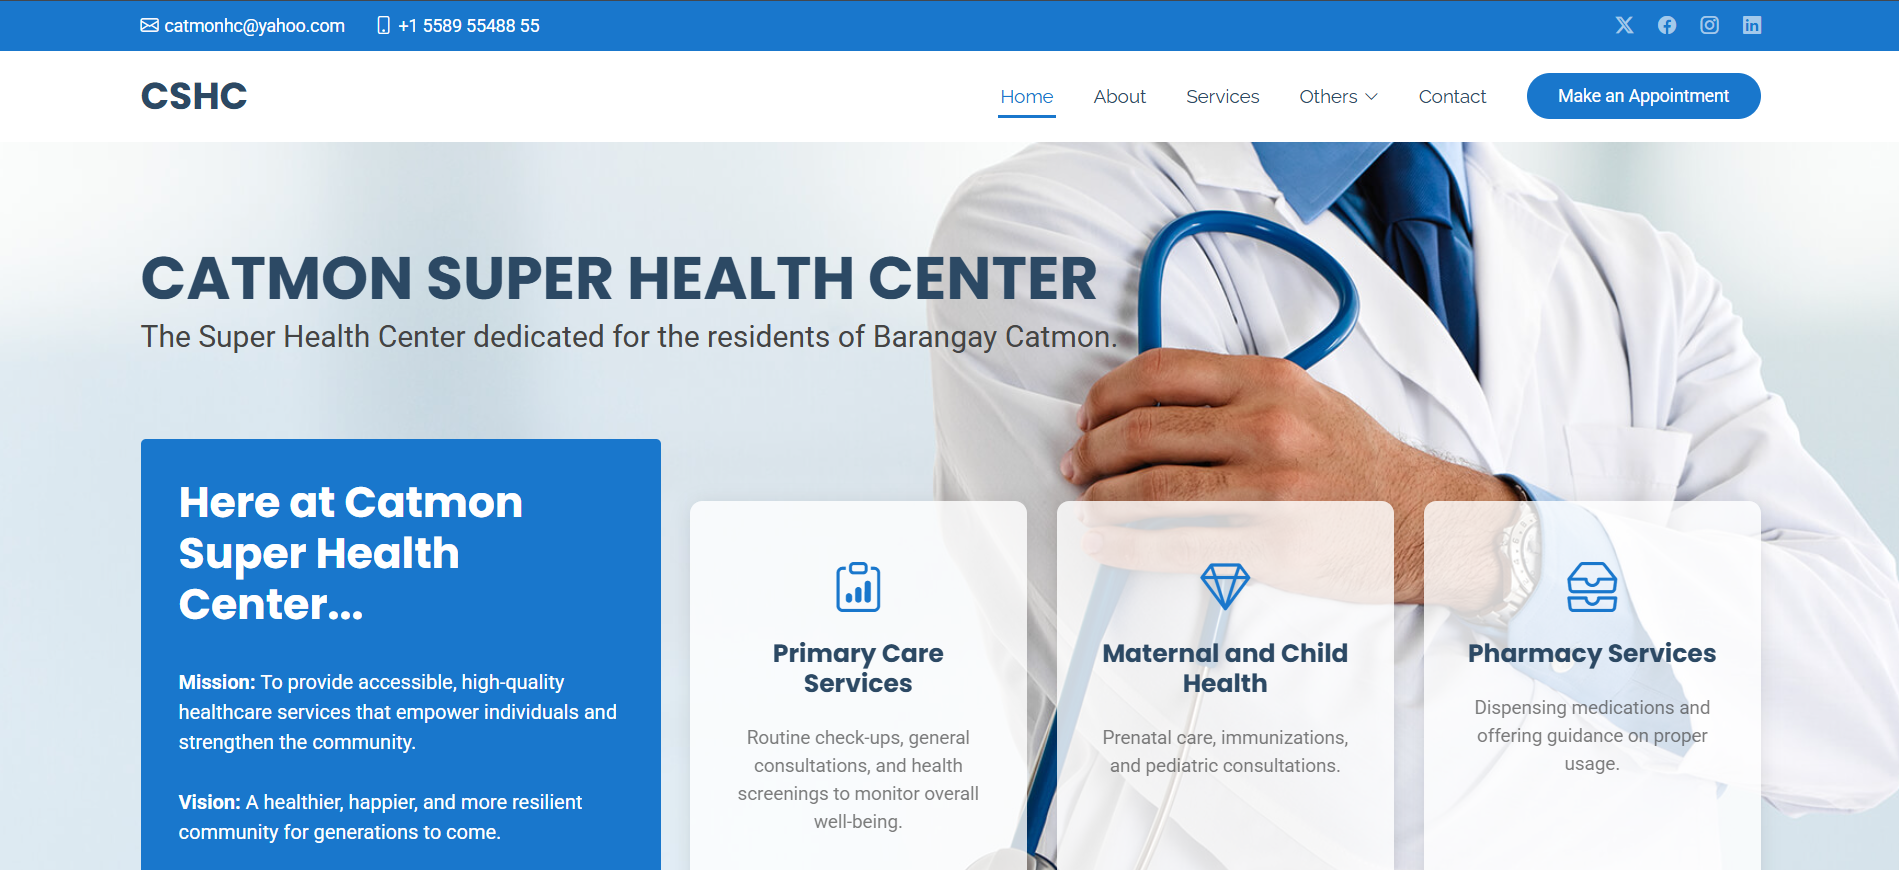 catmonhc@yahoo.com +1 5589 55488 55
CSHC
Home About Services Others Contact Make an Appointment
CATMON SUPER HEALTH CENTER
The Super Health Center dedicated for the residents of Barangay Catmon.
Here at Catmon
Super Health
Center...
Mission: To provide accessible, high-quality
healthcare services that empower individuals and
strengthen the community.
Vision: A healthier, happier, and more resilient
community for generations to come.
Primary Care
Services
Routine check-ups, general
consultations, and health
screenings to monitor overall
well-being.
Maternal and Child
Health
Prenatal care, immunizations,
and pediatric consultations.
Pharmacy Services
Dispensing medications and
offering guidance on proper
usage.